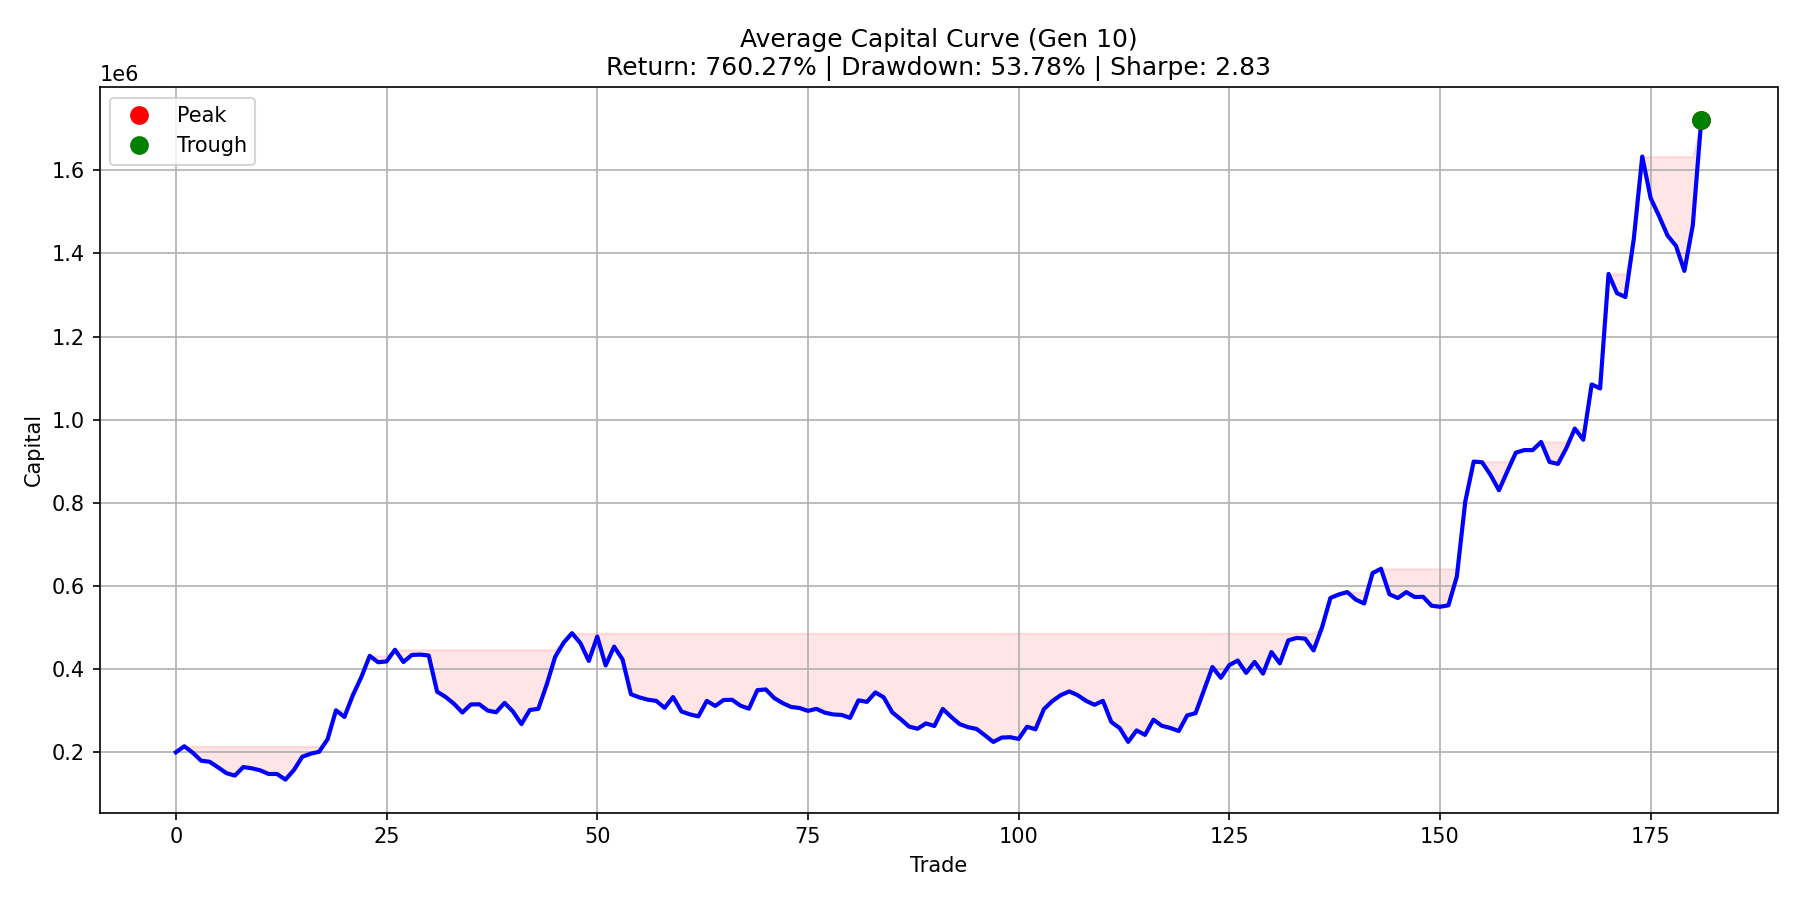 Average Capital Curve (Gen 10)
Return: 760.27% | Drawdown: 53.78% | Sharpe: 2.83
1e6
Peak
Trough
1.6
1.4
1.2
1.0
0.8
0.6
0.4
0.2
Capital
0 25 50 75 100 125 150 175
Trade